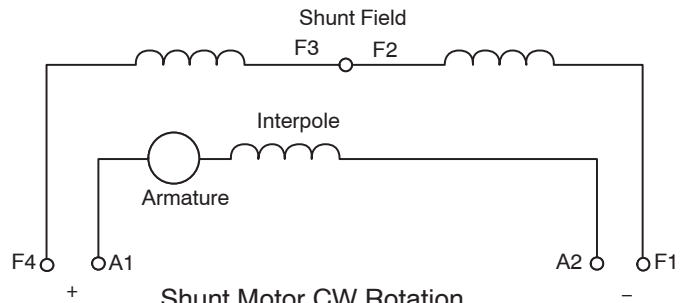 Shunt Field
F3 F2
Interpole
Armature
F4 A1 A2 F1
+ –
Shunt Motor CW Rotation